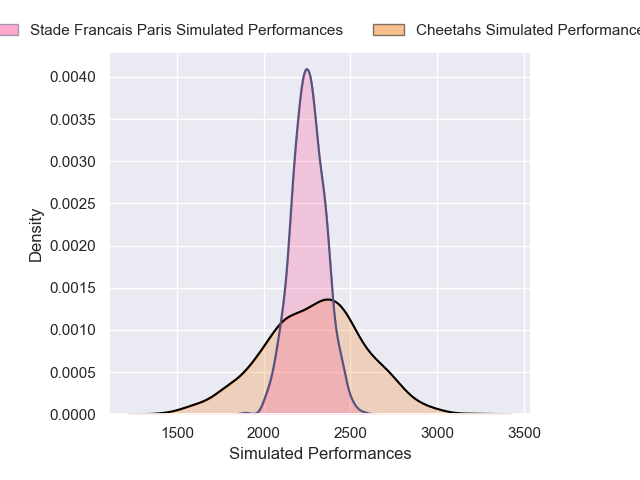 Stade Francais Paris Simulated Performances
Cheetahs Simulated Performance
0.0040
0.0035
0.0030
0.0025
0.0020
0.0015
0.0010
0.0005
0.0000
Density
1500 2000 2500 3000 3500
Simulated Performances